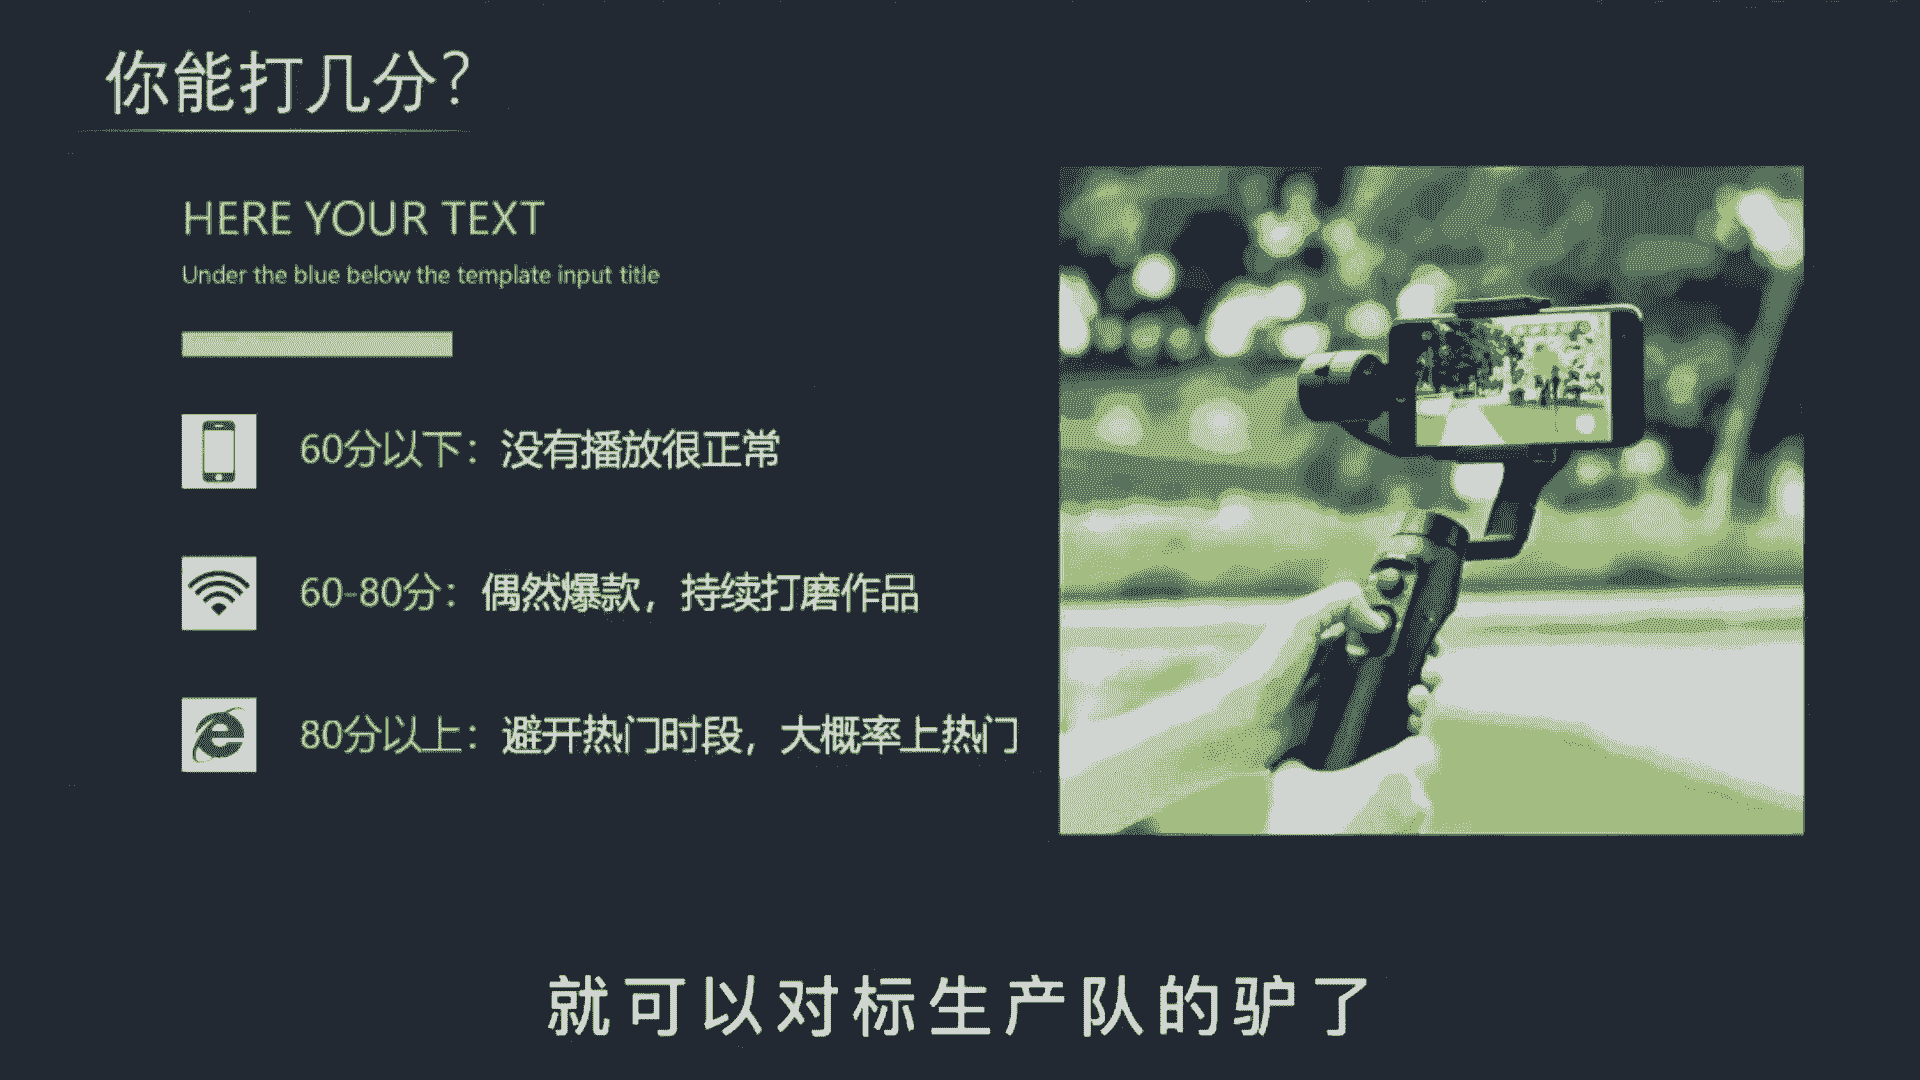 你能打几分？
HERE YOUR TEXT
Under the blue below the template input title
60分以下：没有播放很正常
60-80分：偶然爆款，持续打磨作品
80分以上：避开热门时段，大概率上热门
就可以对标生产队的驴了